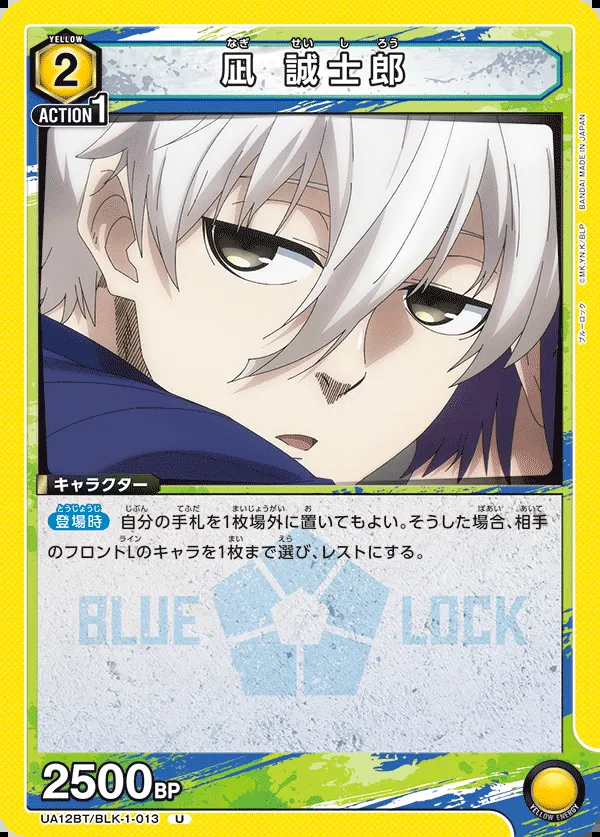 YELLOW
2
ACTION 1
なぎ せい し ろう
凪 誠士郎
BANDAI MADE IN JAPAN
©M.K,Y.N,K/BLP
ブルーロック
キャラクター
とうじょうじ じぶん てふだ まいじょうがい お ばあい あいて
登場時 自分の手札を1枚場外に置いてもよい。そうした場合、相手
ライン まい えら
のフロントLのキャラを1枚まで選び、レストにする。
BLUE LOCK
2500 BP
YELLOW ENERGY
UA12BT/BLK-1-013 U